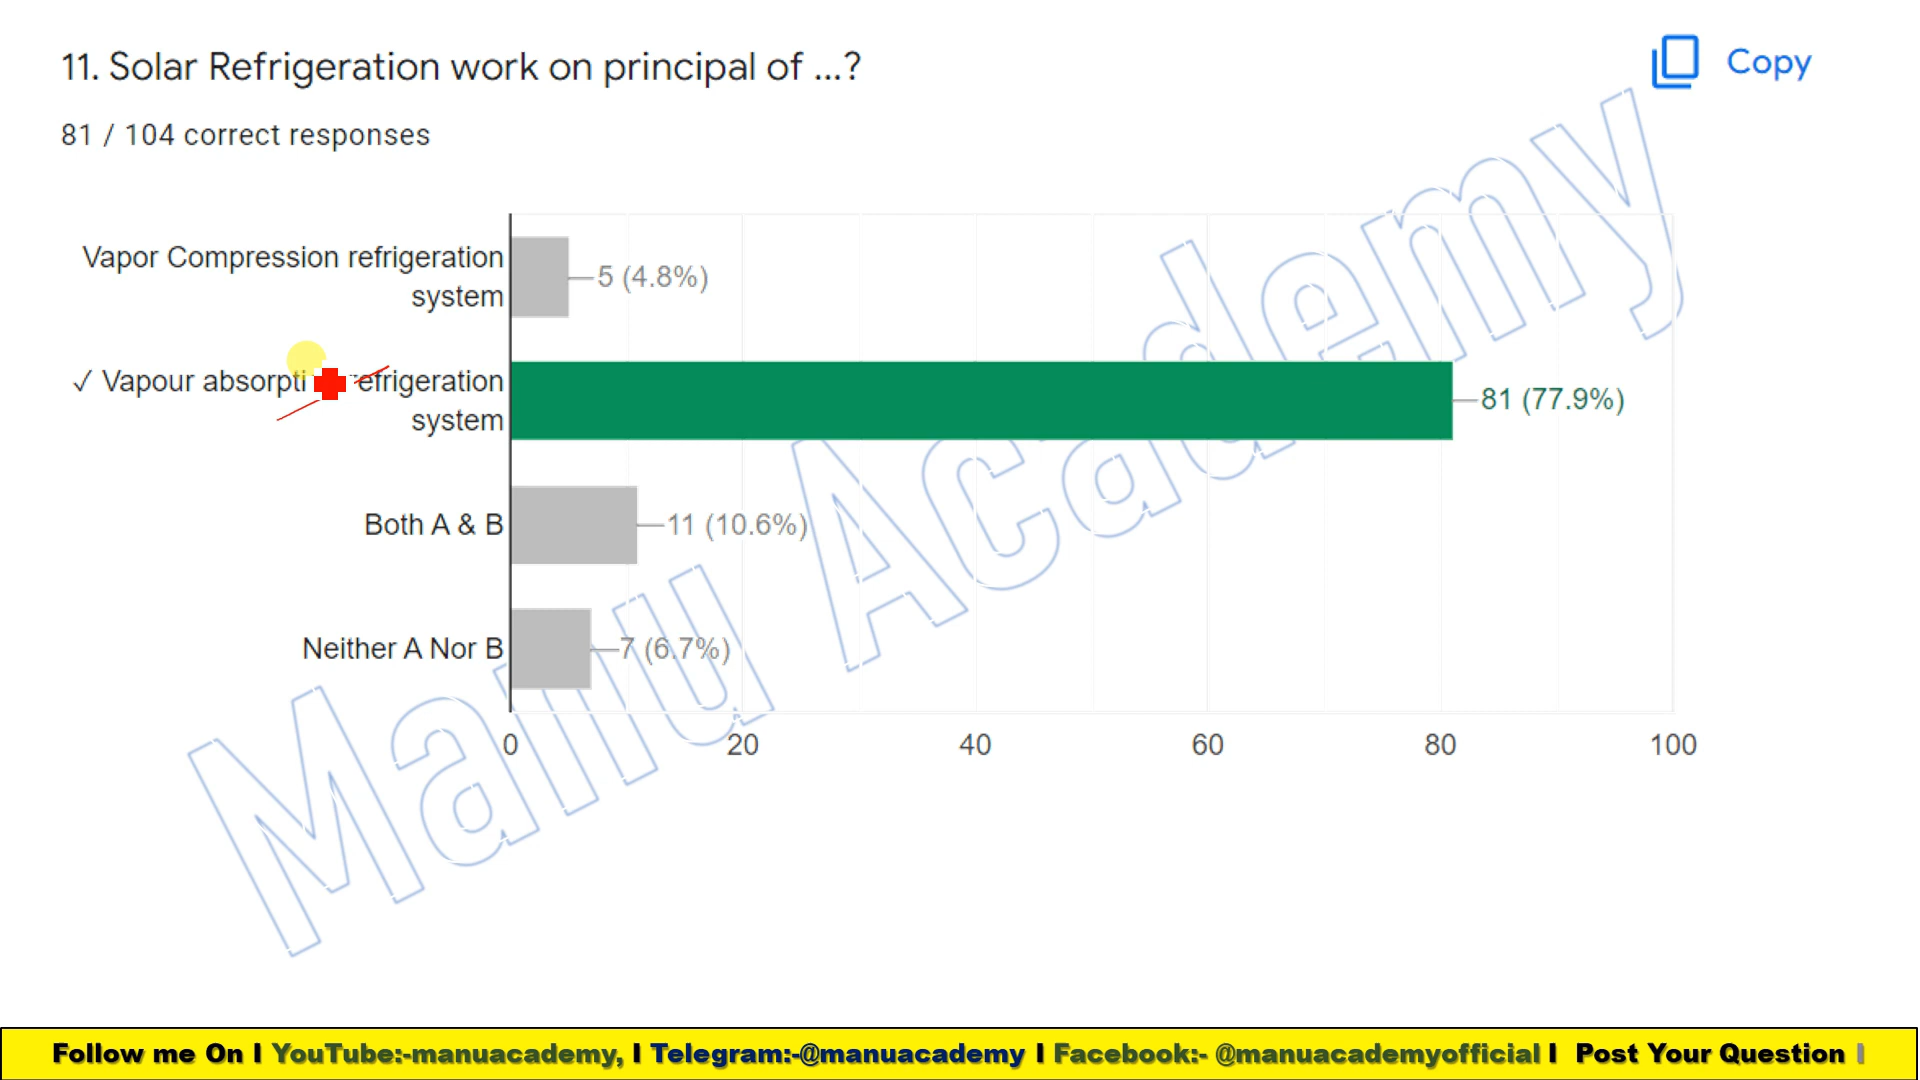 11. Solar Refrigeration work on principal of ...?
Copy
81 / 104 correct responses
Vapor Compression refrigeration
system
5 (4.8%)
✓ Vapour absorpti refrigeration
system
81 (77.9%)
Both A & B
11 (10.6%)
Neither A Nor B
7 (6.7%)
0 20 40 60 80 100
Manu ACademy
Follow me On I YouTube:-manuacademy, I Telegram:-@manuacademy I Facebook:- @manuacademyofficial I Post Your Question I